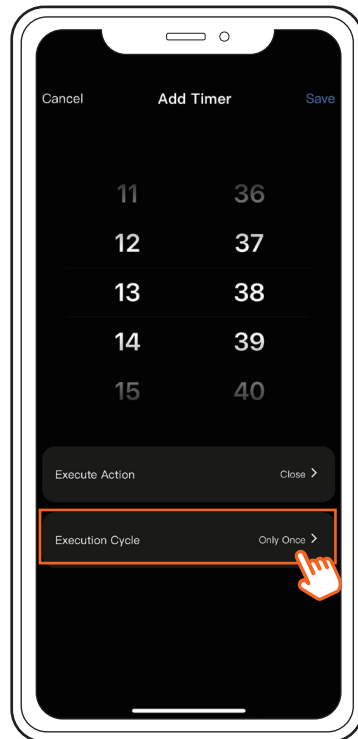 Cancel Add Timer Save
11 36
12 37
13 38
14 39
15 40
Execute Action Close >
Execution Cycle Only Once >